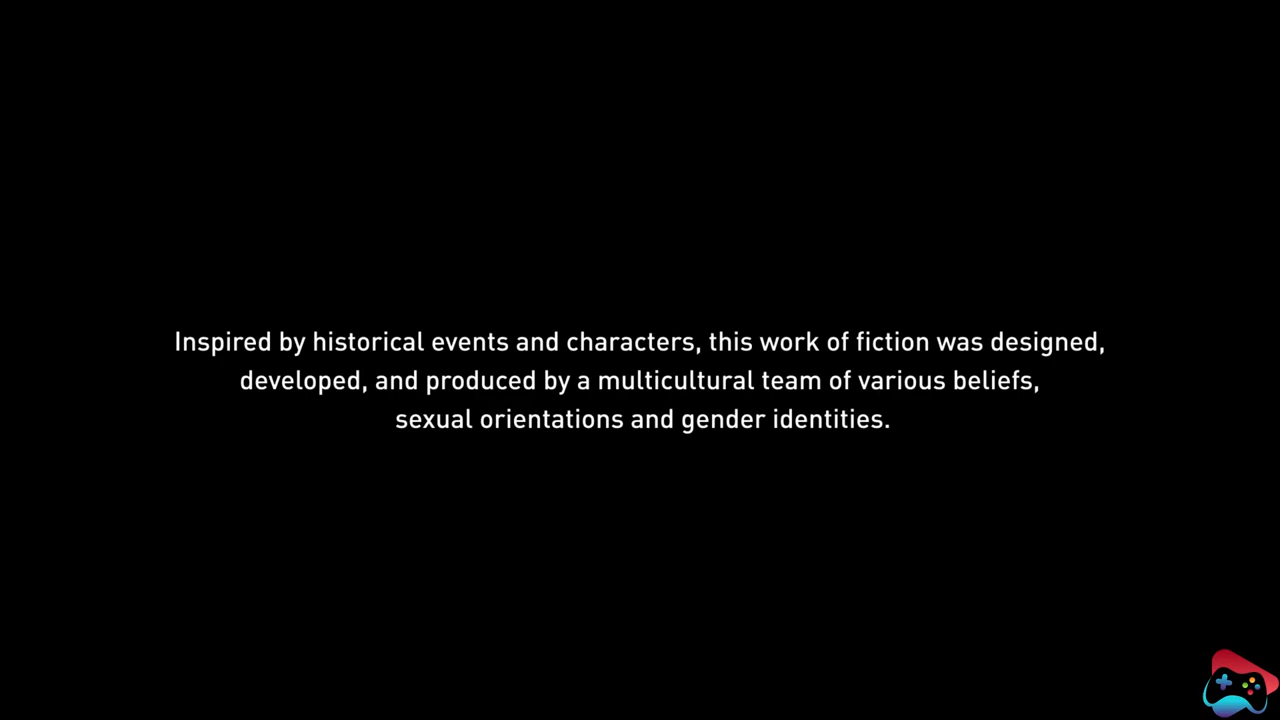 Inspired by historical events and characters, this work of fiction was designed,
developed, and produced by a multicultural team of various beliefs,
sexual orientations and gender identities.